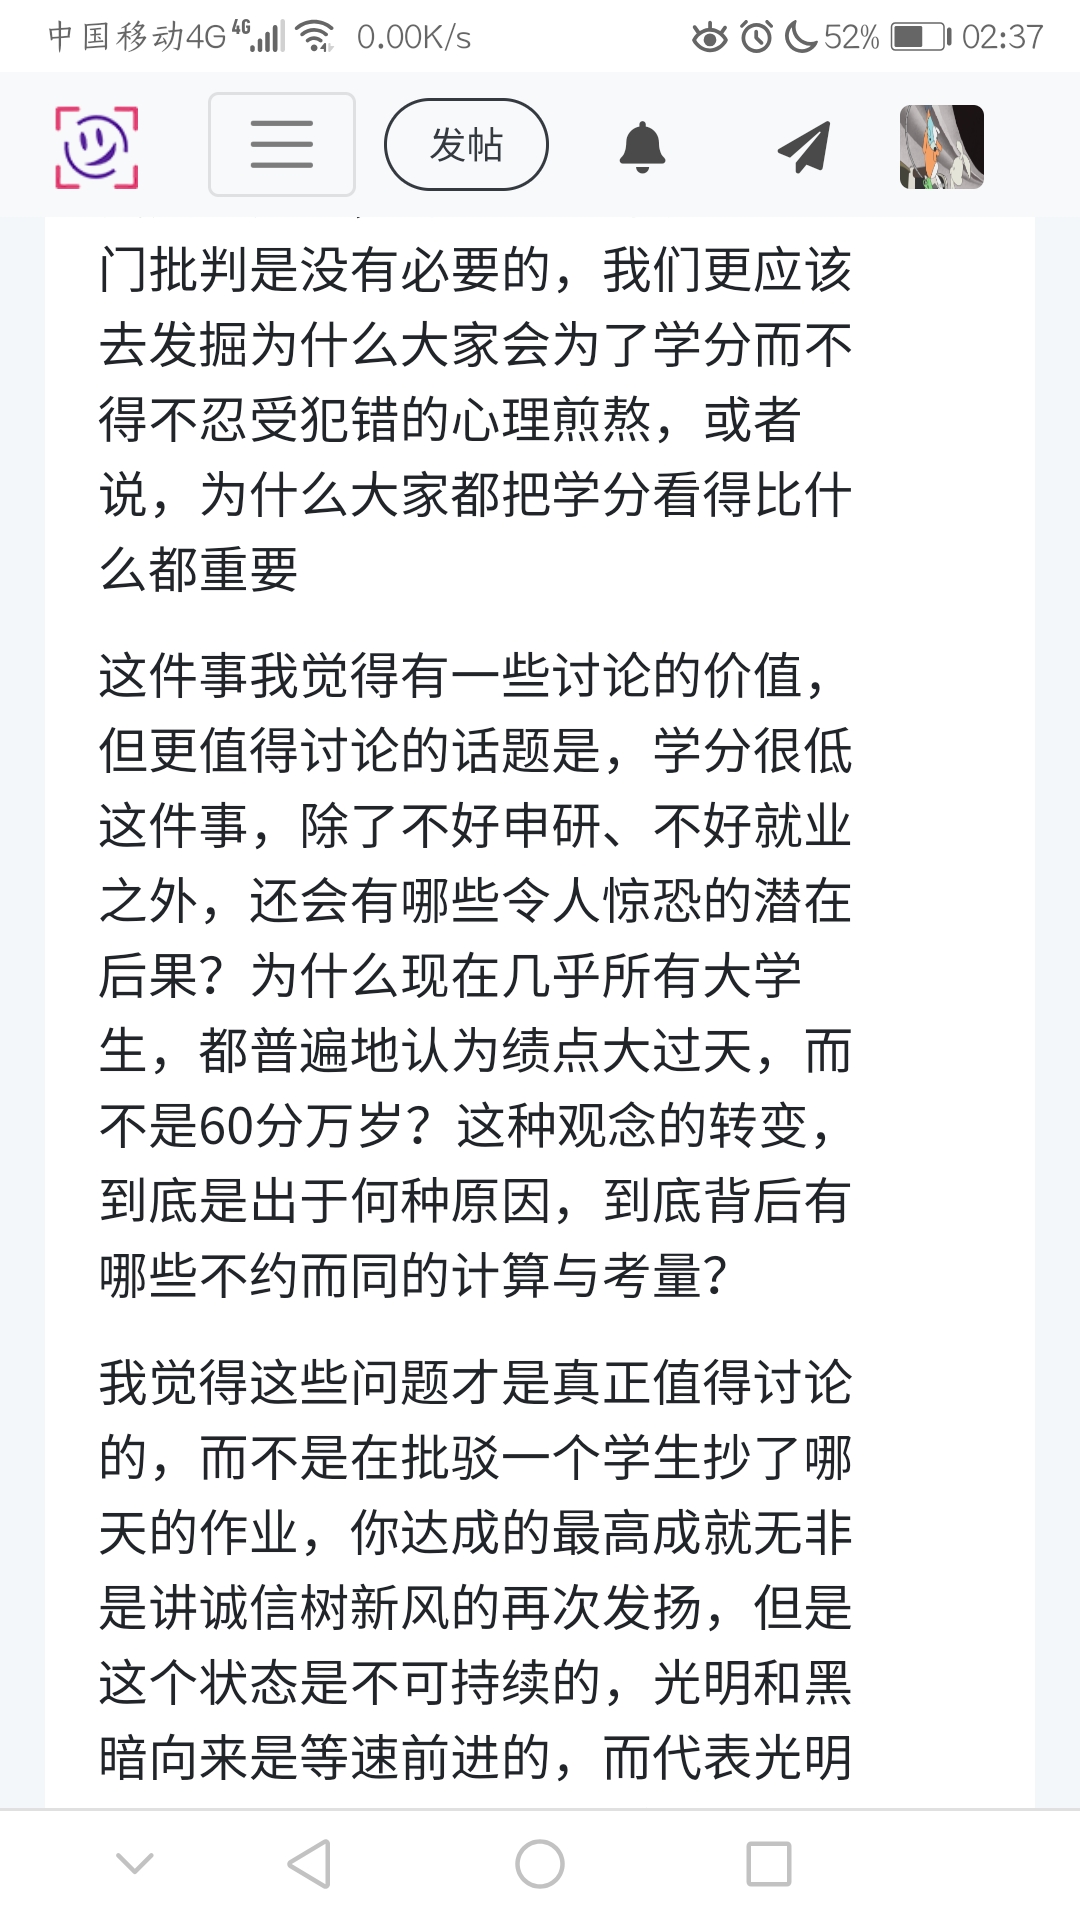 中国移动4G 4G 0.00K/s 52% 02:37
发帖
门批判是没有必要的，我们更应该
去发掘为什么大家会为了学分而不
得不忍受犯错的心理煎熬，或者
说，为什么大家都把学分看得比什
么都重要
这件事我觉得有一些讨论的价值，
但更值得讨论的话题是，学分很低
这件事，除了不好申研、不好就业
之外，还会有哪些令人惊恐的潜在
后果？为什么现在几乎所有大学
生，都普遍地认为绩点大过天，而
不是60分万岁？这种观念的转变，
到底是出于何种原因，到底背后有
哪些不约而同的计算与考量？
我觉得这些问题才是真正值得讨论
的，而不是在批驳一个学生抄了哪
天的作业，你达成的最高成就无非
是讲诚信树新风的再次发扬，但是
这个状态是不可持续的，光明和黑
暗向来是等速前进的，而代表光明